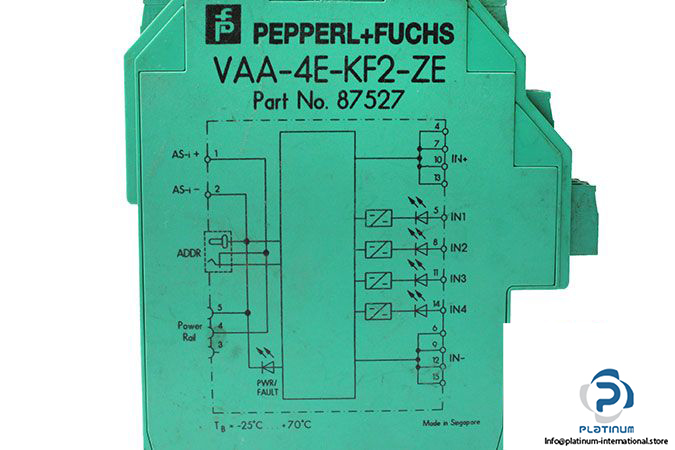 PEPPERL+FUCHS
VAA-4E-KF2-ZE
Part No. 87527
AS-i + 1
AS-i - 2
ADDR
5
Power Rail 4
3
PWR/
FAULT
4
7
10 IN+
13
5 IN1
8 IN2
11 IN3
14 IN4
6
9
IN-
12
15
TB = -25°C ... +70°C
Made in Singapore
PLATINUM
info@platinum-international.store